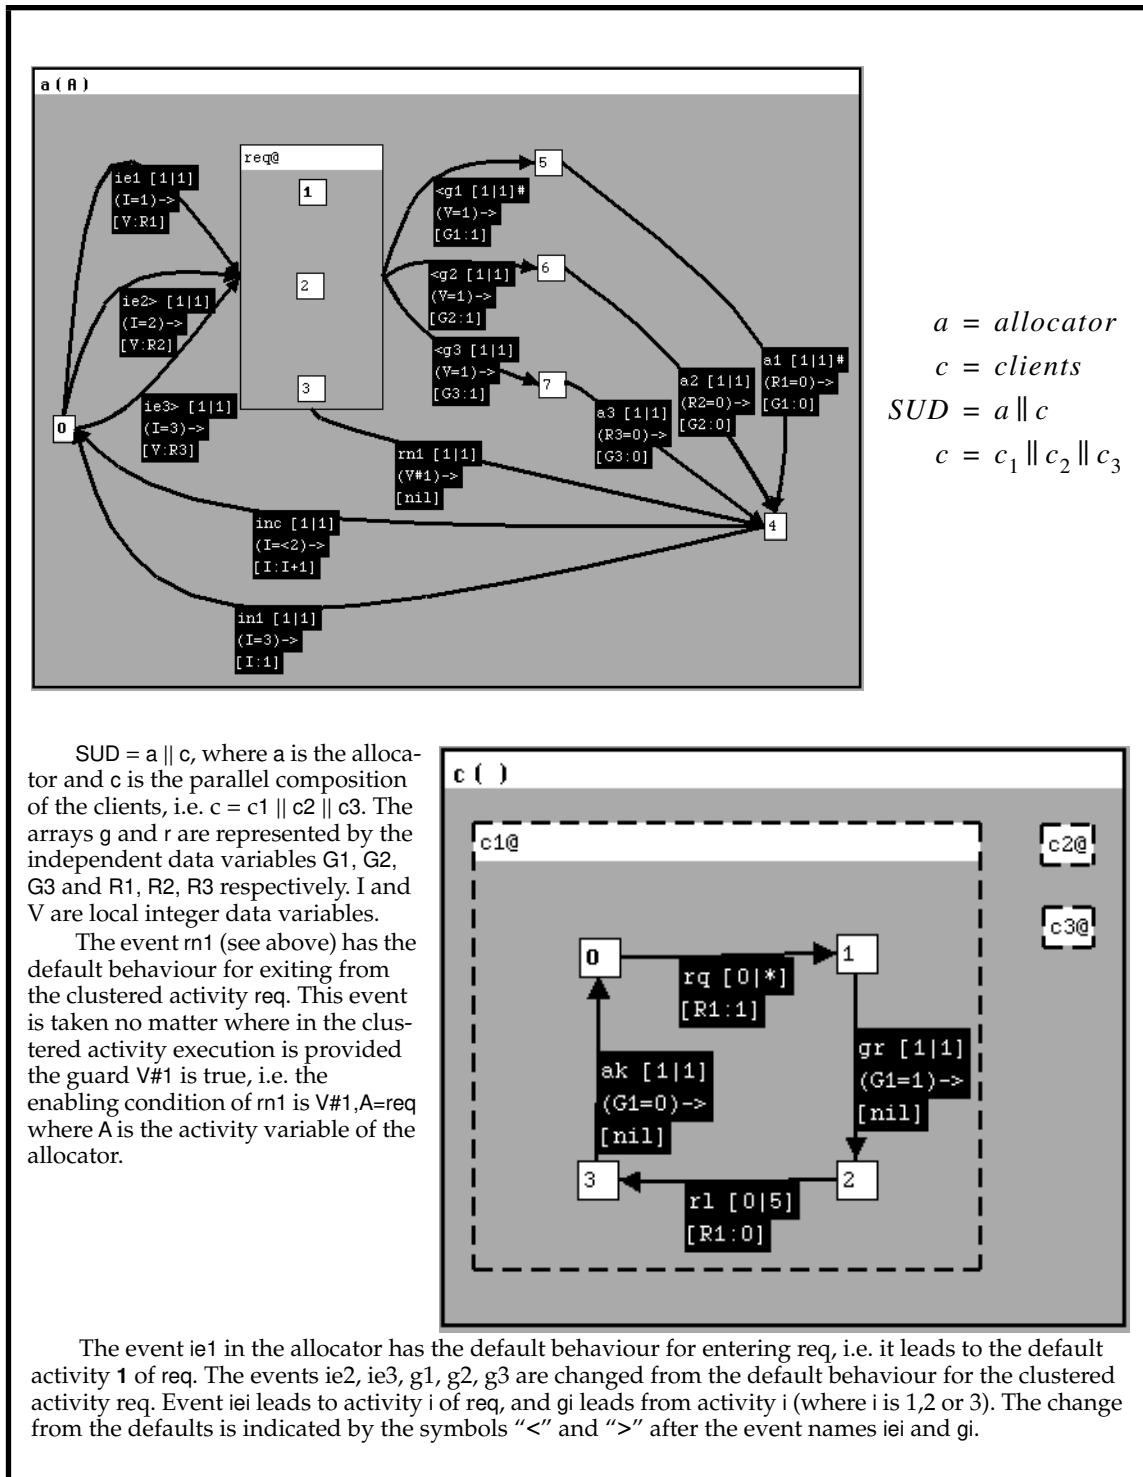 a(A)
req@
1
2
3
0
5
6
7
4
ie1 [1|1]
(I=1)->
[V:R1]
ie2> [1|1]
(I=2)->
[V:R2]
ie3> [1|1]
(I=3)->
[V:R3]
<g1 [1|1]#
(V=1)->
[G1:1]
<g2 [1|1]
(V=1)->
[G2:1]
<g3 [1|1]
(V=1)->
[G3:1]
a1 [1|1]#
(R1=0)->
[G1:0]
a2 [1|1]
(R2=0)->
[G2:0]
a3 [1|1]
(R3=0)->
[G3:0]
rn1 [1|1]
(V#1)->
[nil]
inc [1|1]
(I=<2)->
[I:I+1]
in1 [1|1]
(I=3)->
[I:1]
a = allocator
c = clients
SUD = a || c
c = c1 || c2 || c3
SUD = a || c, where a is the alloca-
tor and c is the parallel composition
of the clients, i.e. c = c1 || c2 || c3. The
arrays g and r are represented by the
independent data variables G1, G2,
G3 and R1, R2, R3 respectively. I and
V are local integer data variables.
The event rn1 (see above) has the
default behaviour for exiting from
the clustered activity req. This event
is taken no matter where in the clus-
tered activity execution is provided
the guard V#1 is true, i.e. the
enabling condition of rn1 is V#1,A=req
where A is the activity variable of the
allocator.
c( )
c1@
c2@
c3@
0
1
rq [0|*]
[R1:1]
gr [1|1]
(G1=1)->
[nil]
ak [1|1]
(G1=0)->
[nil]
3
2
rl [0|5]
[R1:0]
The event ie1 in the allocator has the default behaviour for entering req, i.e. it leads to the default
activity 1 of req. The events ie2, ie3, g1, g2, g3 are changed from the default behaviour for the clustered
activity req. Event iei leads to activity i of req, and gi leads from activity i (where i is 1,2 or 3). The change
from the defaults is indicated by the symbols “<” and “>” after the event names iei and gi.